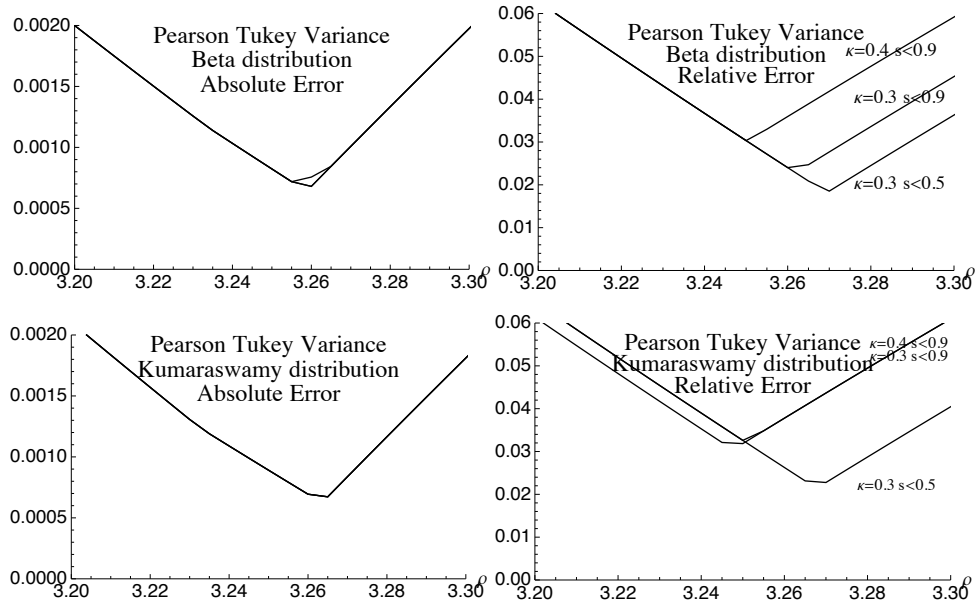 Pearson Tukey Variance
Beta distribution
Absolute Error
0.0020
0.0015
0.0010
0.0005
0.0000
3.20 3.22 3.24 3.26 3.28 3.30
ρ
Pearson Tukey Variance
Beta distribution
Relative Error
κ=0.4 s<0.9
κ=0.3 s<0.9
κ=0.3 s<0.5
0.06
0.05
0.04
0.03
0.02
0.01
0.00
3.20 3.22 3.24 3.26 3.28 3.30
ρ
Pearson Tukey Variance
Kumaraswamy distribution
Absolute Error
0.0020
0.0015
0.0010
0.0005
0.0000
3.20 3.22 3.24 3.26 3.28 3.30
ρ
Pearson Tukey Variance
Kumaraswamy distribution
Relative Error
κ=0.4 s<0.9
κ=0.3 s<0.9
κ=0.3 s<0.5
0.06
0.05
0.04
0.03
0.02
0.01
0.00
3.20 3.22 3.24 3.26 3.28 3.30
ρ